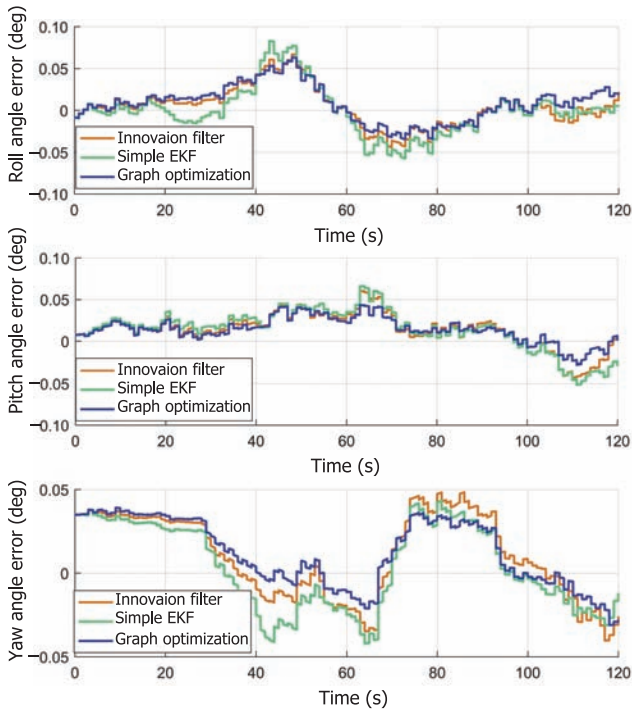 Roll angle error (deg)
0.10
0.05
0
−0.05
−0.10
Innovaion filter
Simple EKF
Graph optimization
0 20 40 60 80 100 120
Time (s)
Pitch angle error (deg)
0.10
0.05
0
−0.05
−0.10
Innovaion filter
Simple EKF
Graph optimization
0 20 40 60 80 100 120
Time (s)
Yaw angle error (deg)
0.05
0
−0.05
Innovaion filter
Simple EKF
Graph optimization
0 20 40 60 80 100 120
Time (s)